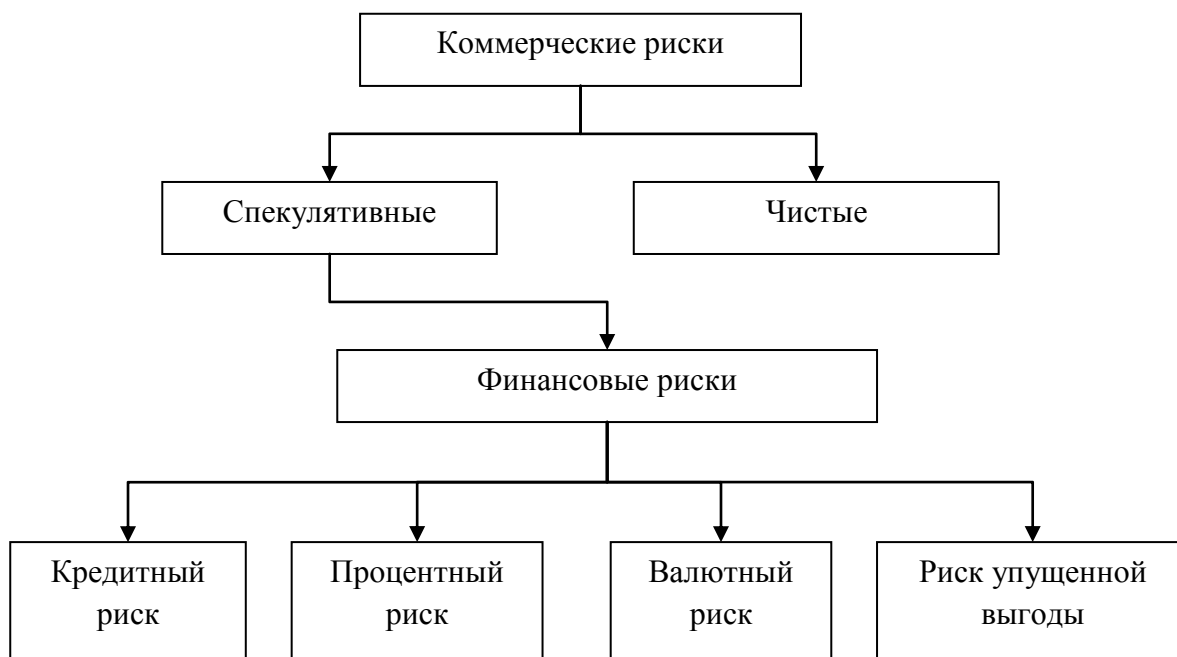 Коммерческие риски
Спекулятивные
Чистые
Финансовые риски
Кредитный
риск
Процентный
риск
Валютный
риск
Риск упущенной
выгоды